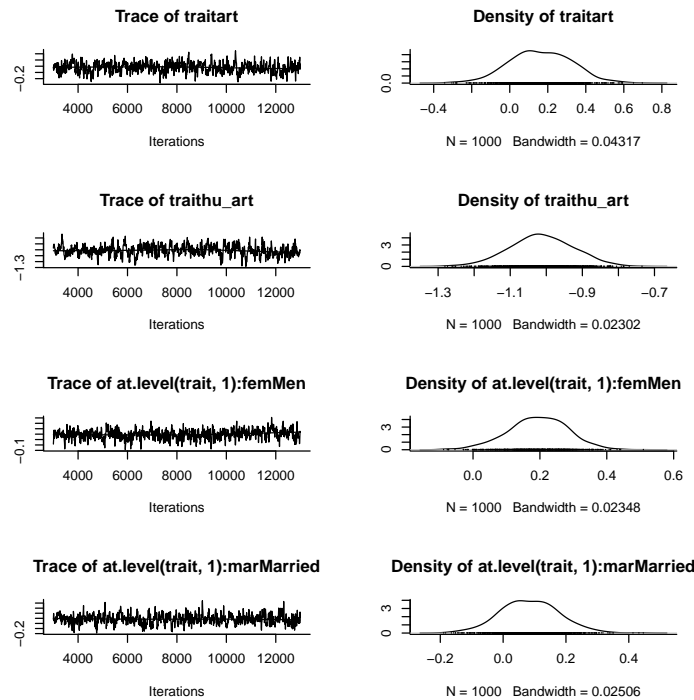 Trace of traitart
−0.2
4000 6000 8000 10000 12000
Iterations
Density of traitart
0.0
−0.4 0.0 0.2 0.4 0.6 0.8
N = 1000 Bandwidth = 0.04317
Trace of traithu_art
−1.3
4000 6000 8000 10000 12000
Iterations
Density of traithu_art
0 3
−1.3 −1.1 −0.9 −0.7
N = 1000 Bandwidth = 0.02302
Trace of at.level(trait, 1):femMen
−0.1
4000 6000 8000 10000 12000
Iterations
Density of at.level(trait, 1):femMen
0 3
0.0 0.2 0.4 0.6
N = 1000 Bandwidth = 0.02348
Trace of at.level(trait, 1):marMarried
−0.2
4000 6000 8000 10000 12000
Iterations
Density of at.level(trait, 1):marMarried
0 3
−0.2 0.0 0.2 0.4
N = 1000 Bandwidth = 0.02506